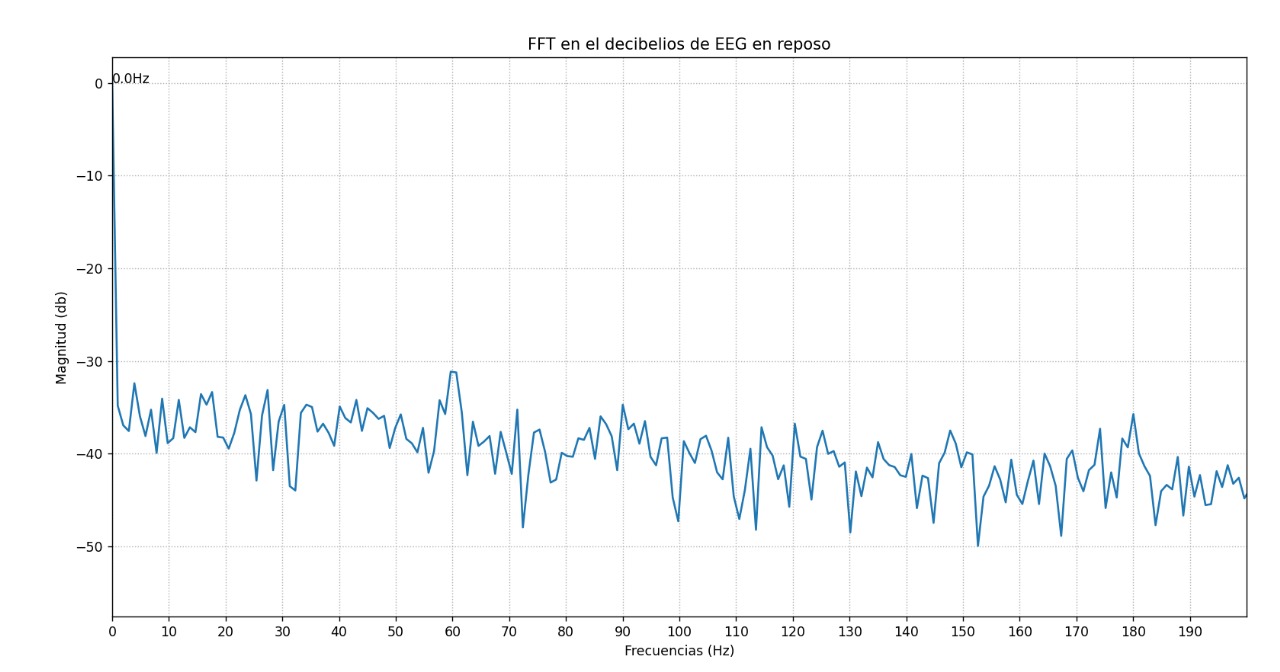 FFT en el decibelios de EEG en reposo
0.0Hz
0
−10
−20
−30
−40
−50
Magnitud (db)
0 10 20 30 40 50 60 70 80 90 100 110 120 130 140 150 160 170 180 190
Frecuencias (Hz)